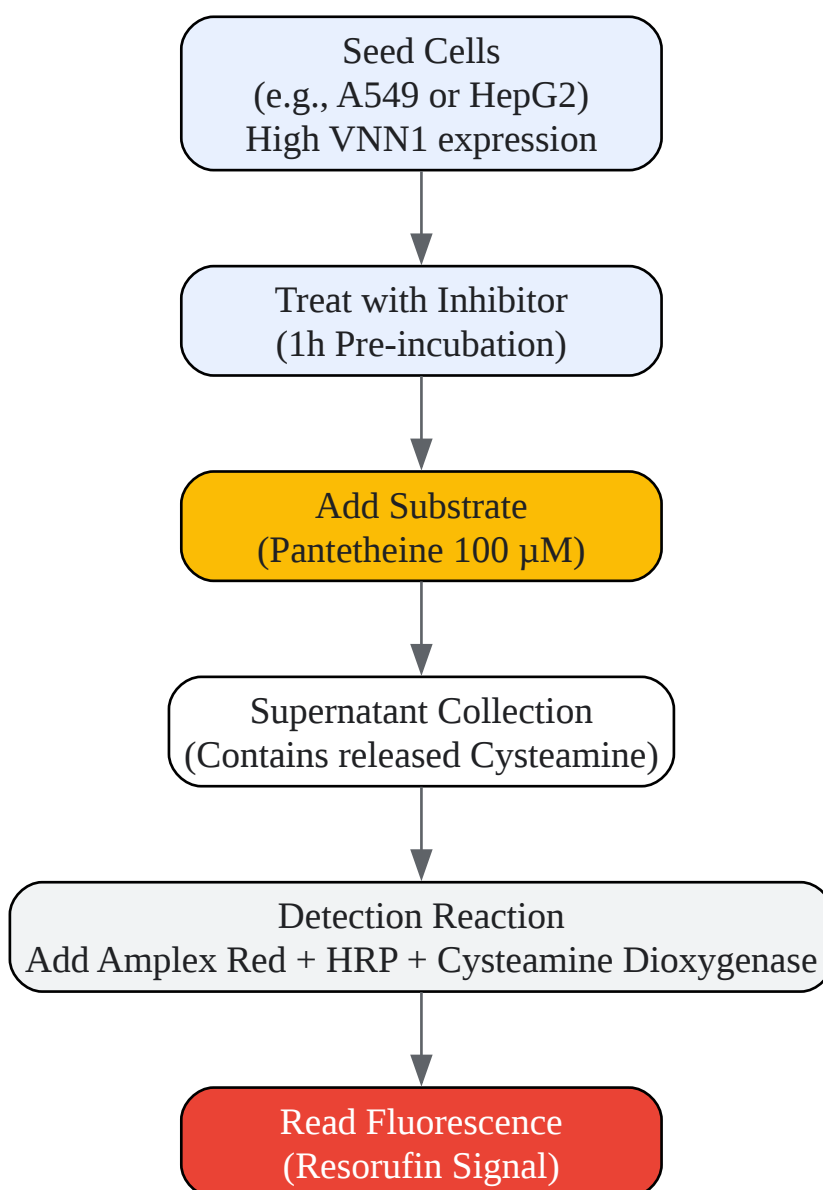 Seed Cells
(e.g., A549 or HepG2)
High VNN1 expression
Treat with Inhibitor
(1h Pre-incubation)
Add Substrate
(Pantetheine 100 µM)
Supernatant Collection
(Contains released Cysteamine)
Detection Reaction
Add Amplex Red + HRP + Cysteamine Dioxygenase
Read Fluorescence
(Resorufin Signal)